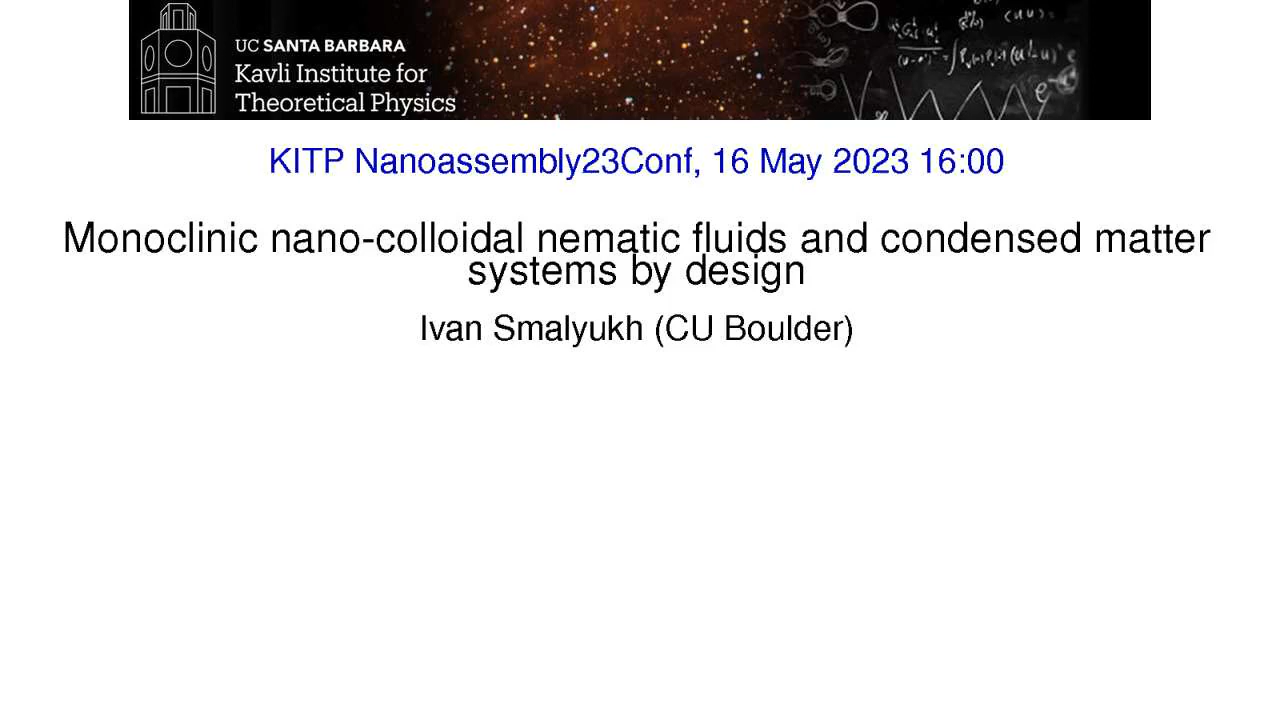 UC SANTA BARBARA
Kavli Institute for
Theoretical Physics
KITP Nanoassembly23Conf, 16 May 2023 16:00
Monoclinic nano-colloidal nematic fluids and condensed matter
systems by design
Ivan Smalyukh (CU Boulder)